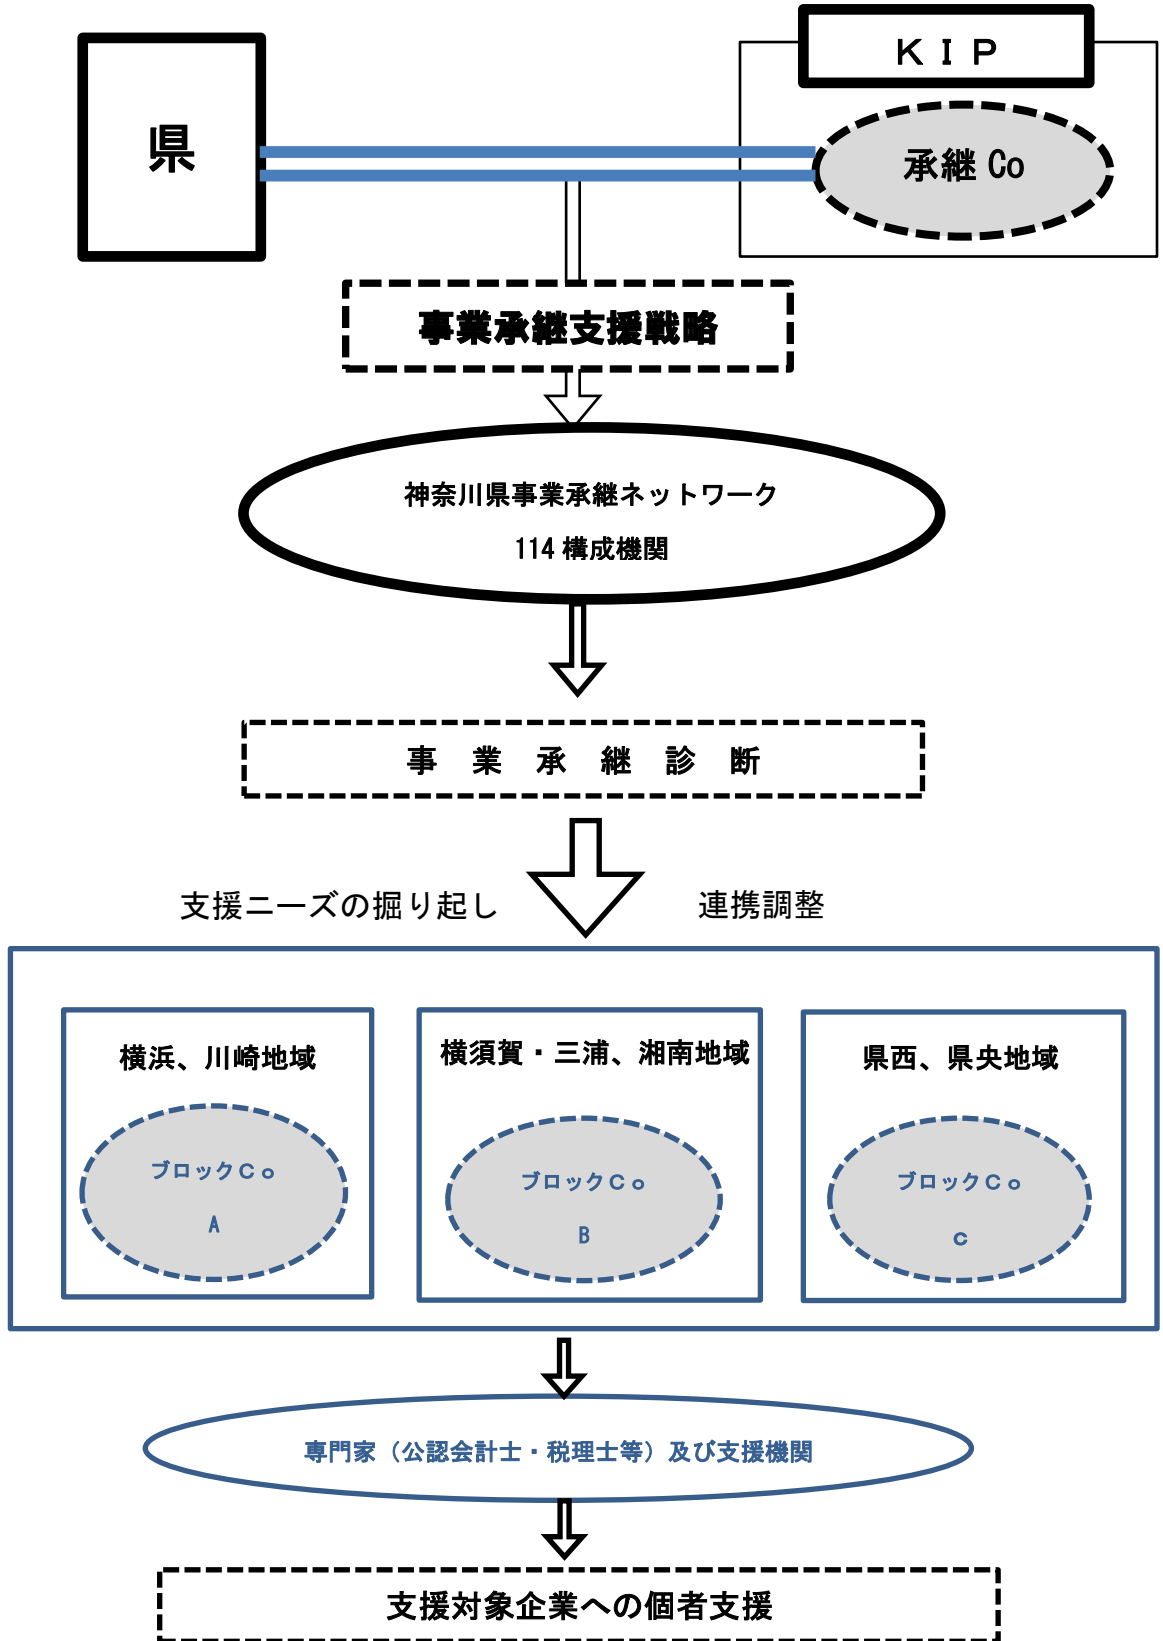 ＫＩＰ
県
承継 Co
事業承継支援戦略
神奈川県事業承継ネットワーク
114 構成機関
事　業　承　継　診　断
支援ニーズの掘り起し
連携調整
横浜、川崎地域
横須賀・三浦、湘南地域
県西、県央地域
ブロックＣｏ
A
ブロックＣｏ
B
ブロックＣｏ
Ｃ
専門家（公認会計士・税理士等）及び支援機関
支援対象企業への個者支援